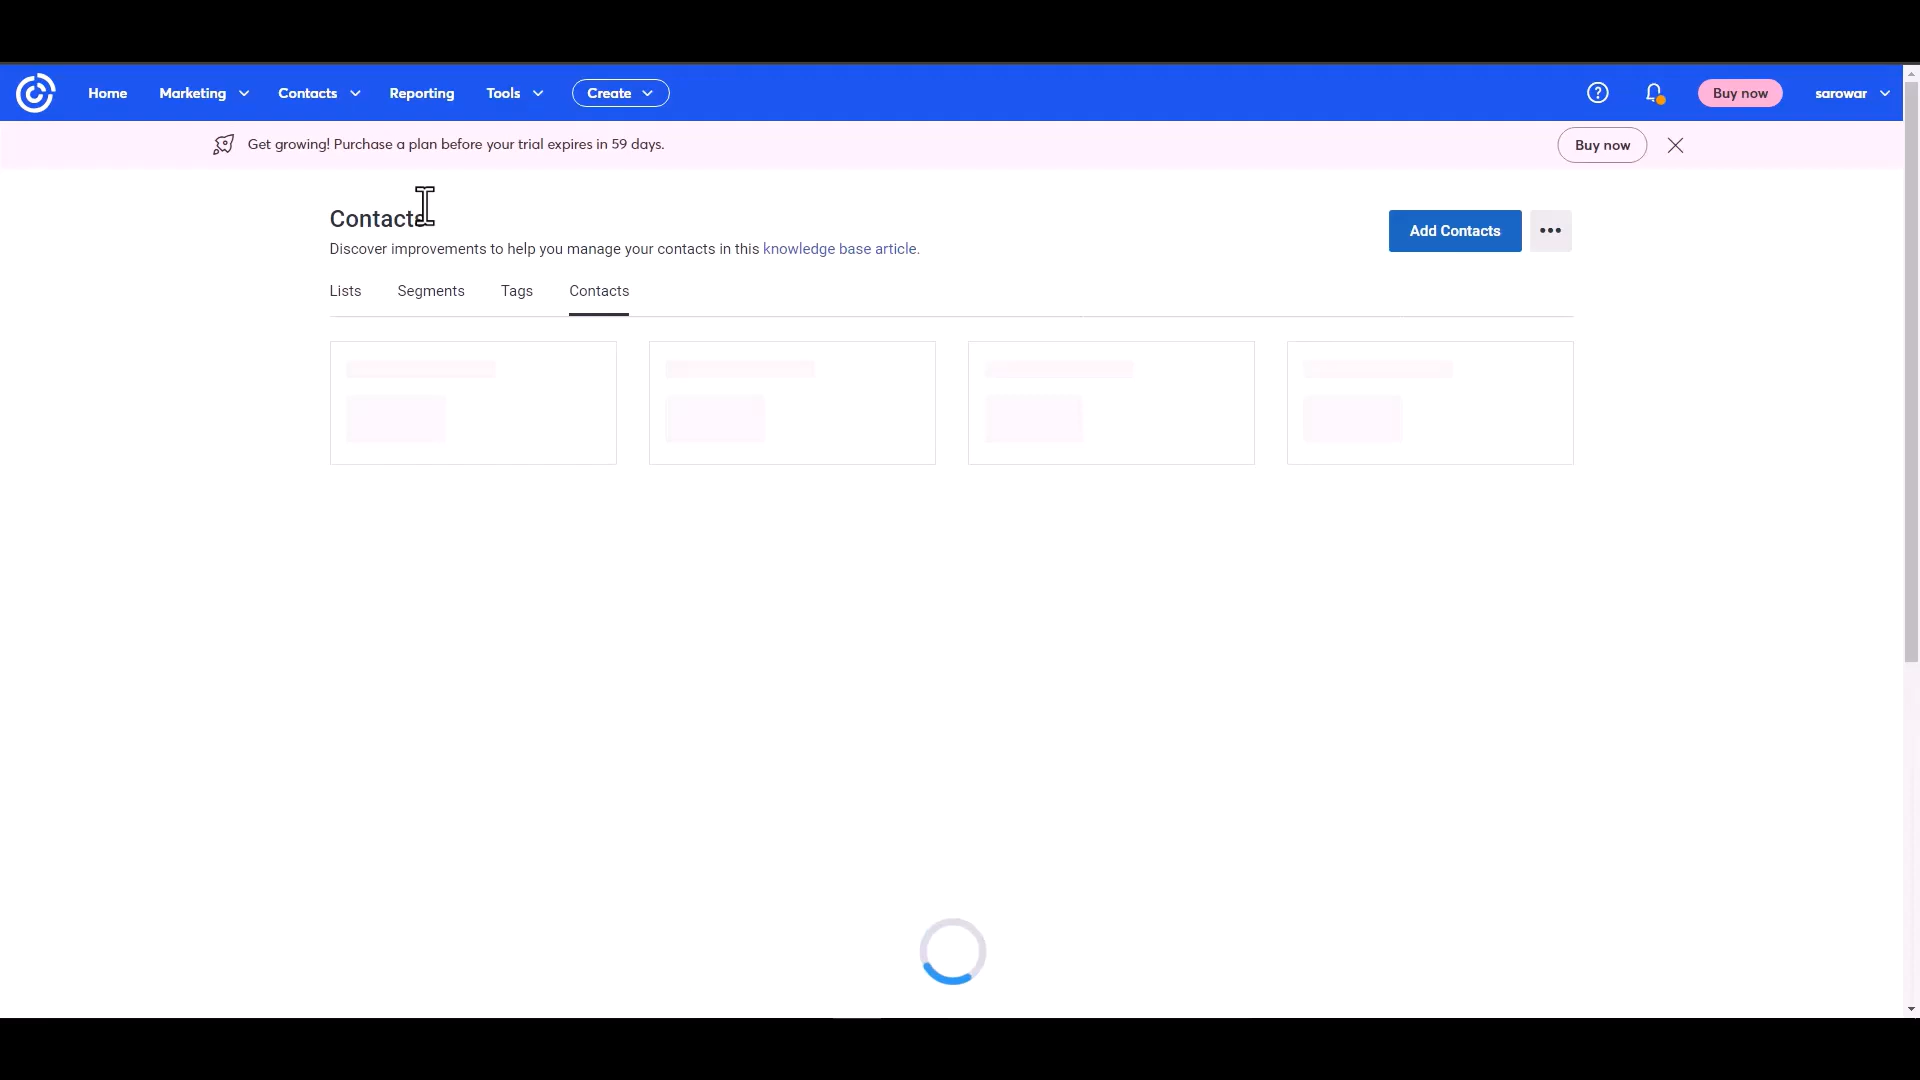 Home Marketing Contacts Reporting Tools Create Buy now sarowar
Get growing! Purchase a plan before your trial expires in 59 days. Buy now
Contacts
Add Contacts
Discover improvements to help you manage your contacts in this knowledge base article.
Lists Segments Tags Contacts